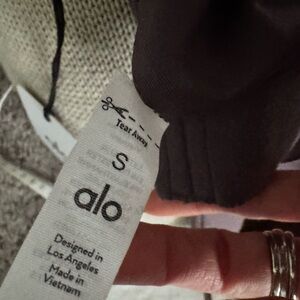 Tear Away
S
alo
Designed in
Los Angeles
Made in
Vietnam